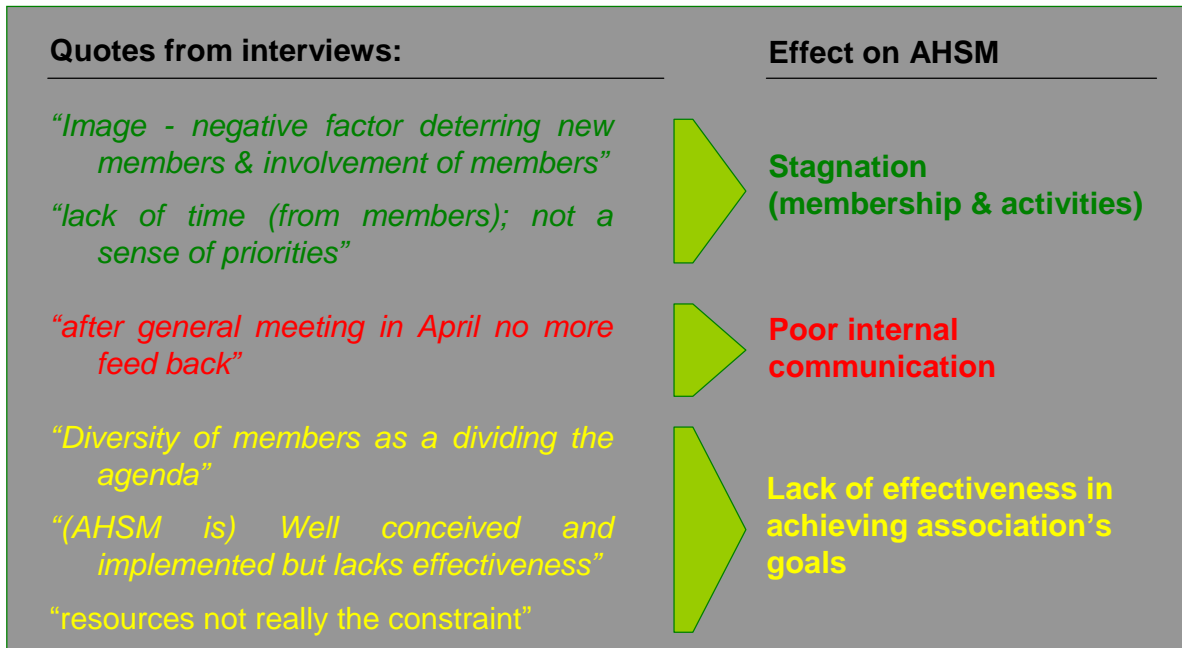 Quotes from interviews:
Effect on AHSM
“Image - negative factor deterring new
members & involvement of members”
“lack of time (from members); not a
sense of priorities”
Stagnation
(membership & activities)
“after general meeting in April no more
feed back”
Poor internal
communication
“Diversity of members as a dividing the
agenda”
“(AHSM is) Well conceived and
implemented but lacks effectiveness”
“resources not really the constraint“
Lack of effectiveness in
achieving association’s
goals